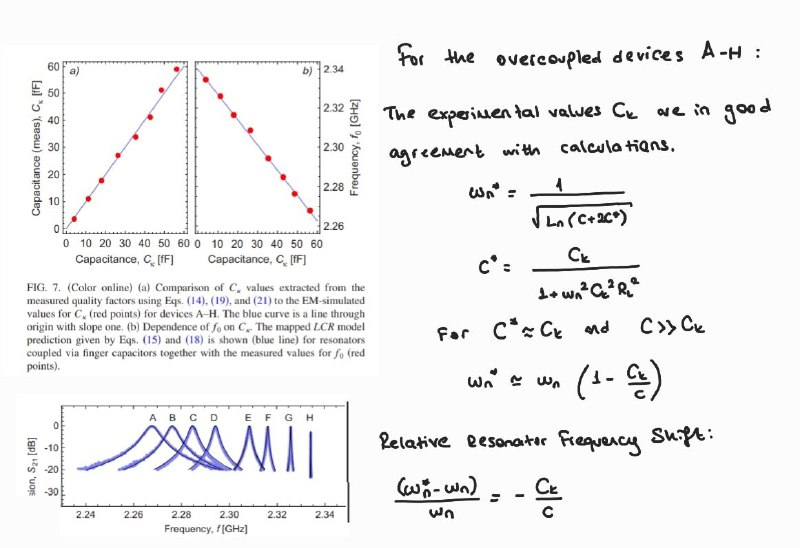 60
50
40
30
20
10
0
Capacitance (meas), Cκ [fF]
a)
0 10 20 30 40 50 60
Capacitance, Cκ [fF]
b)
2.34
2.32
2.30
2.28
2.26
Frequency, f₀ [GHz]
0 10 20 30 40 50 60
Capacitance, Cκ [fF]
FIG. 7. (Color online) (a) Comparison of Cκ values extracted from the
measured quality factors using Eqs. (14), (19), and (21) to the EM-simulated
values for Cκ (red points) for devices A–H. The blue curve is a line through
origin with slope one. (b) Dependence of f₀ on Cκ. The mapped LCR model
prediction given by Eqs. (15) and (18) is shown (blue line) for resonators
coupled via finger capacitors together with the measured values for f₀ (red
points).
A B C D E F G H
0
-10
-20
-30
sion, S₂₁ [dB]
2.24 2.26 2.28 2.30 2.32 2.34
Frequency, f [GHz]
For the overcoupled devices A-H :
The experimental values Ck are in good
agreement with calculations.
ωn* = 1 / √Ln (C+2C*)
C* = Ck / 1+ωn²Ck²RL²
For C* ≈ Ck and C>>Ck
ωn* ≃ ωn (1 - Ck/C)
Relative Resonator Frequency Shift:
(ωn*-ωn) / ωn = - Ck/C